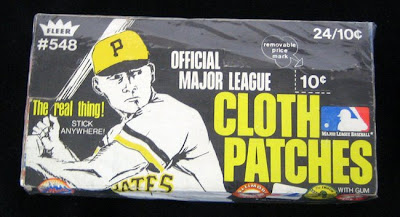 FLEER
#548
24/10¢
P
OFFICIAL
MAJOR LEAGUE
removable
price
mark
10¢
The real thing!
STICK
ANYWHERE!
CLOTH
PATCHES
MAJOR LEAGUE BASEBALL
WITH GUM